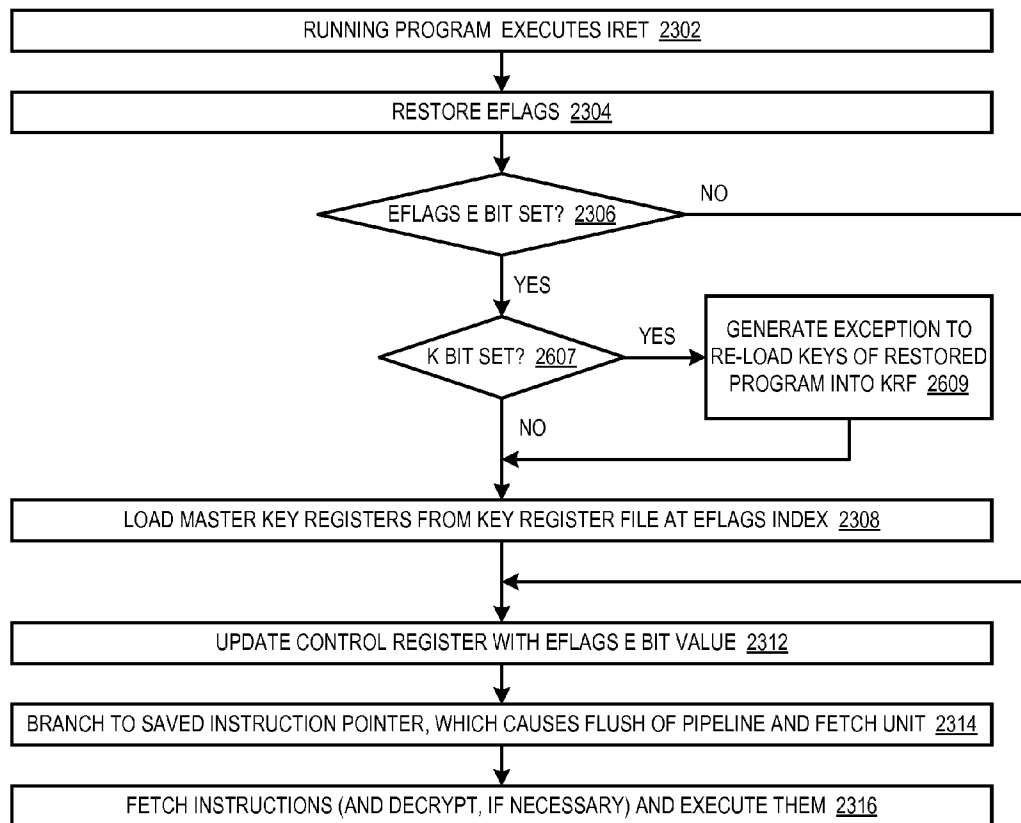 RUNNING PROGRAM EXECUTES IRET 2302
RESTORE EFLAGS 2304
NO
EFLAGS E BIT SET? 2306
YES
GENERATE EXCEPTION TO
RE-LOAD KEYS OF RESTORED
PROGRAM INTO KRF 2609
YES
K BIT SET? 2607
NO
LOAD MASTER KEY REGISTERS FROM KEY REGISTER FILE AT EFLAGS INDEX 2308
UPDATE CONTROL REGISTER WITH EFLAGS E BIT VALUE 2312
BRANCH TO SAVED INSTRUCTION POINTER, WHICH CAUSES FLUSH OF PIPELINE AND FETCH UNIT 2314
FETCH INSTRUCTIONS (AND DECRYPT, IF NECESSARY) AND EXECUTE THEM 2316